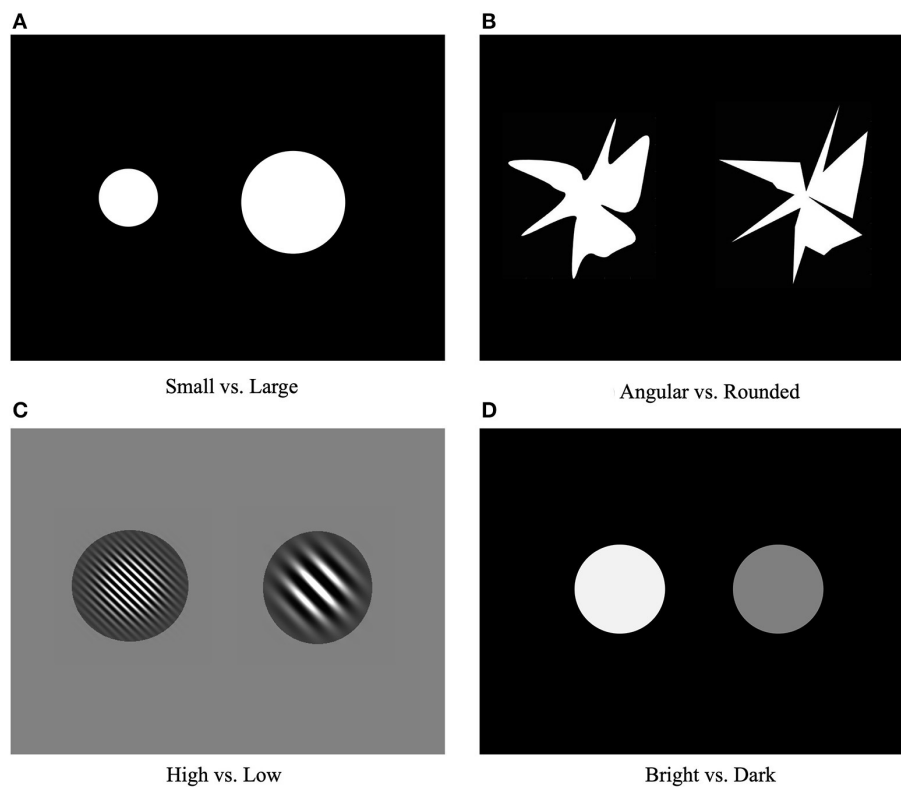 A
B
Small vs. Large
Angular vs. Rounded
C
D
High vs. Low
Bright vs. Dark